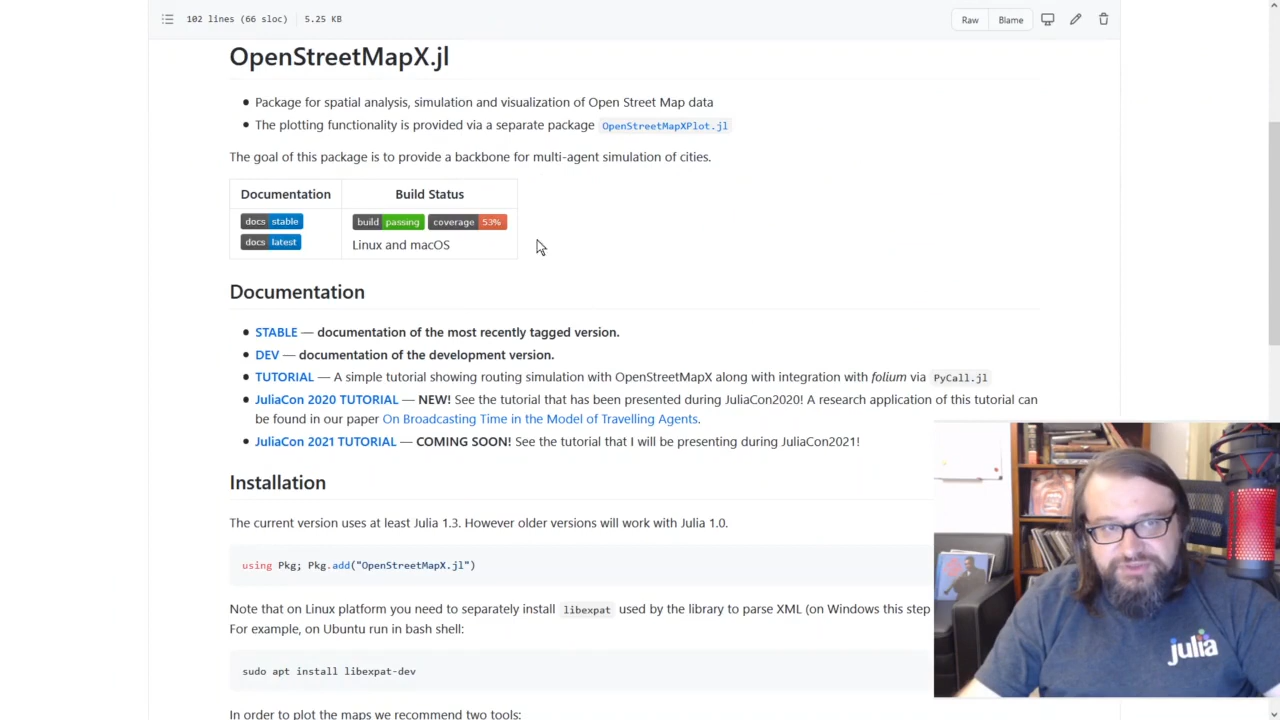 102 lines (66 sloc) 5.25 KB
Raw Blame
OpenStreetMapX.jl
Package for spatial analysis, simulation and visualization of Open Street Map data
The plotting functionality is provided via a separate package OpenStreetMapXPlot.jl
The goal of this package is to provide a backbone for multi-agent simulation of cities.
Documentation Build Status
docs stable build passing coverage 53%
docs latest Linux and macOS
Documentation
STABLE — documentation of the most recently tagged version.
DEV — documentation of the development version.
TUTORIAL — A simple tutorial showing routing simulation with OpenStreetMapX along with integration with folium via PyCall.jl
JuliaCon 2020 TUTORIAL — NEW! See the tutorial that has been presented during JuliaCon2020! A research application of this tutorial can
be found in our paper On Broadcasting Time in the Model of Travelling Agents.
JuliaCon 2021 TUTORIAL — COMING SOON! See the tutorial that I will be presenting during JuliaCon2021!
Installation
The current version uses at least Julia 1.3. However older versions will work with Julia 1.0.
using Pkg; Pkg.add("OpenStreetMapX.jl")
Note that on Linux platform you need to separately install libexpat used by the library to parse XML (on Windows this step
For example, on Ubuntu run in bash shell:
sudo apt install libexpat-dev
In order to plot the maps we recommend two tools:
julia